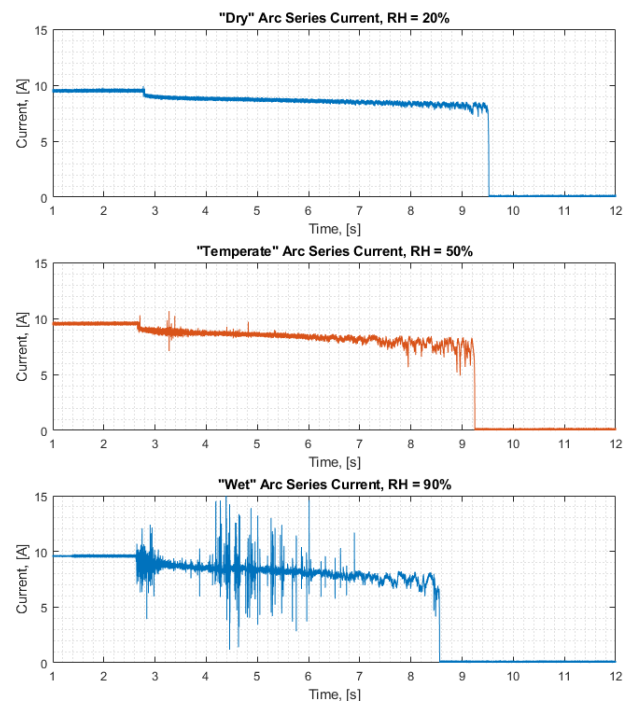 "Dry" Arc Series Current, RH = 20%
Current, [A]
15
10
5
0
1 2 3 4 5 6 7 8 9 10 11 12
Time, [s]
"Temperate" Arc Series Current, RH = 50%
Current, [A]
15
10
5
0
1 2 3 4 5 6 7 8 9 10 11 12
Time, [s]
"Wet" Arc Series Current, RH = 90%
Current, [A]
15
10
5
0
1 2 3 4 5 6 7 8 9 10 11 12
Time, [s]